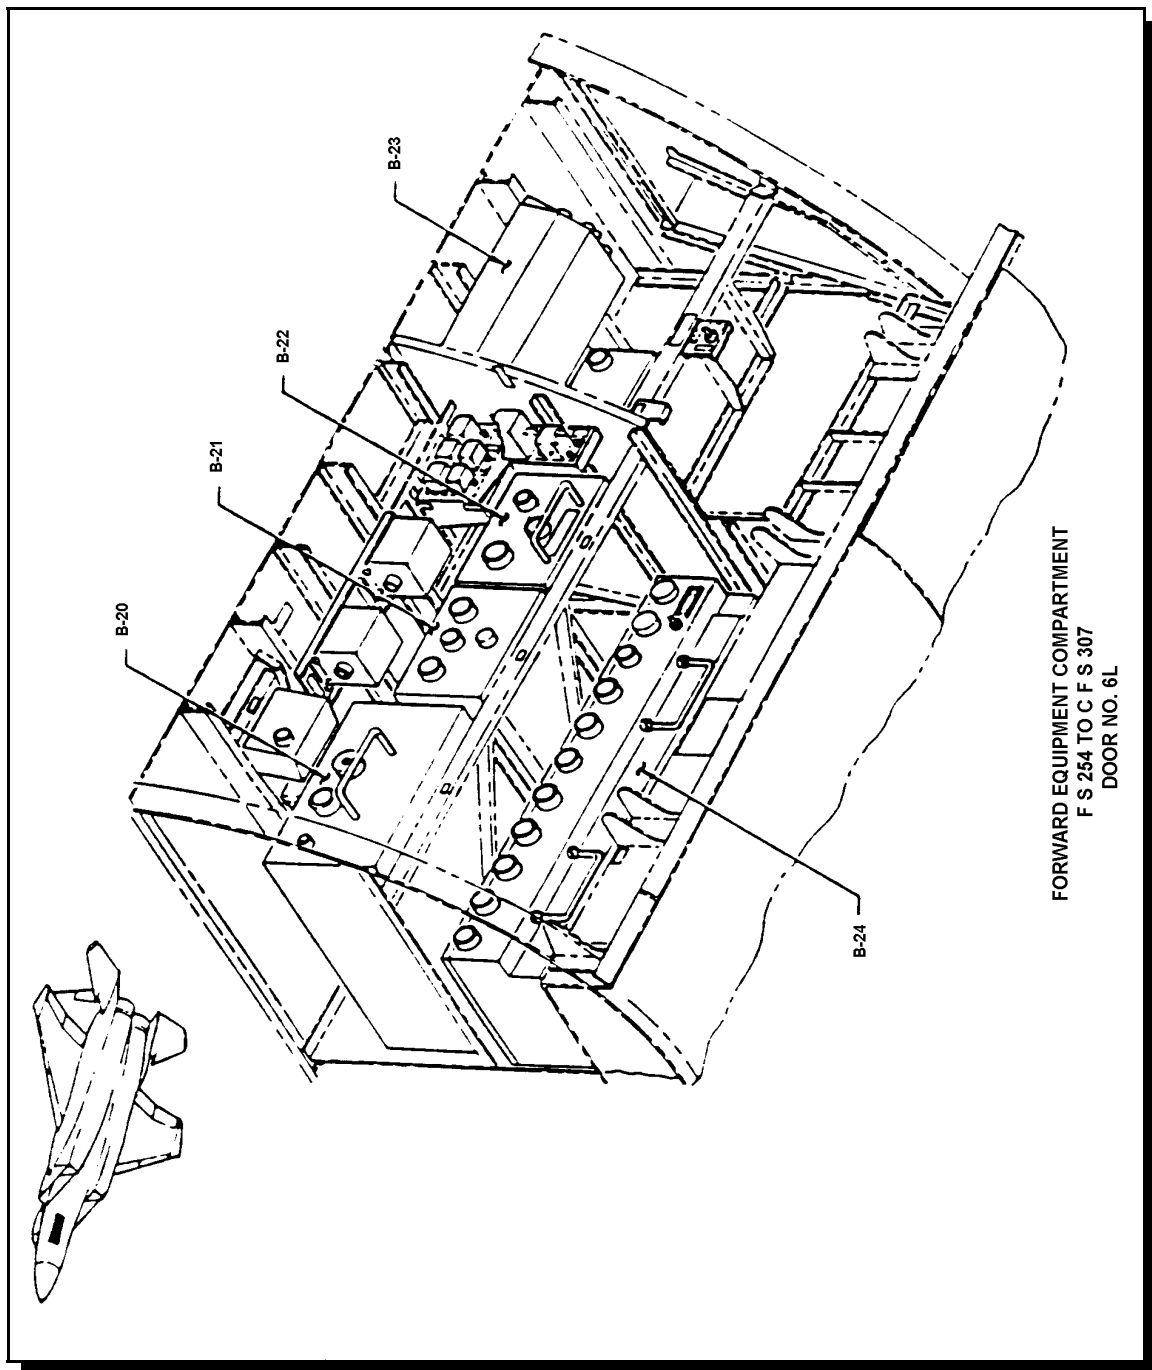 B-20
B-21
B-22
B-23
B-24
FORWARD EQUIPMENT COMPARTMENT
F S 254 TO C F S 307
DOOR NO. 6L